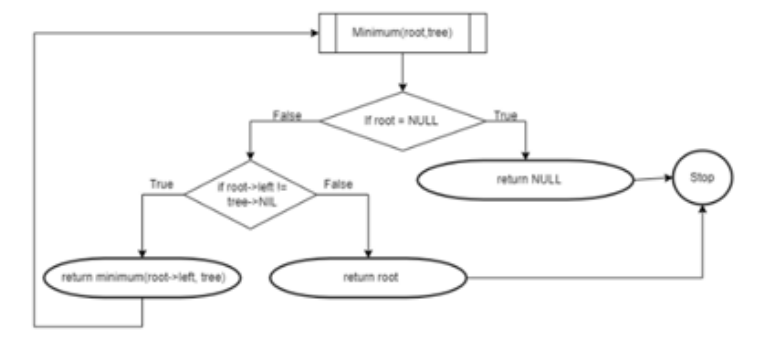 Minimum(root,tree)
False
If root = NULL
True
True
if root->left !=
tree->NIL
False
return NULL
Stop
return minimum(root->left, tree)
return root